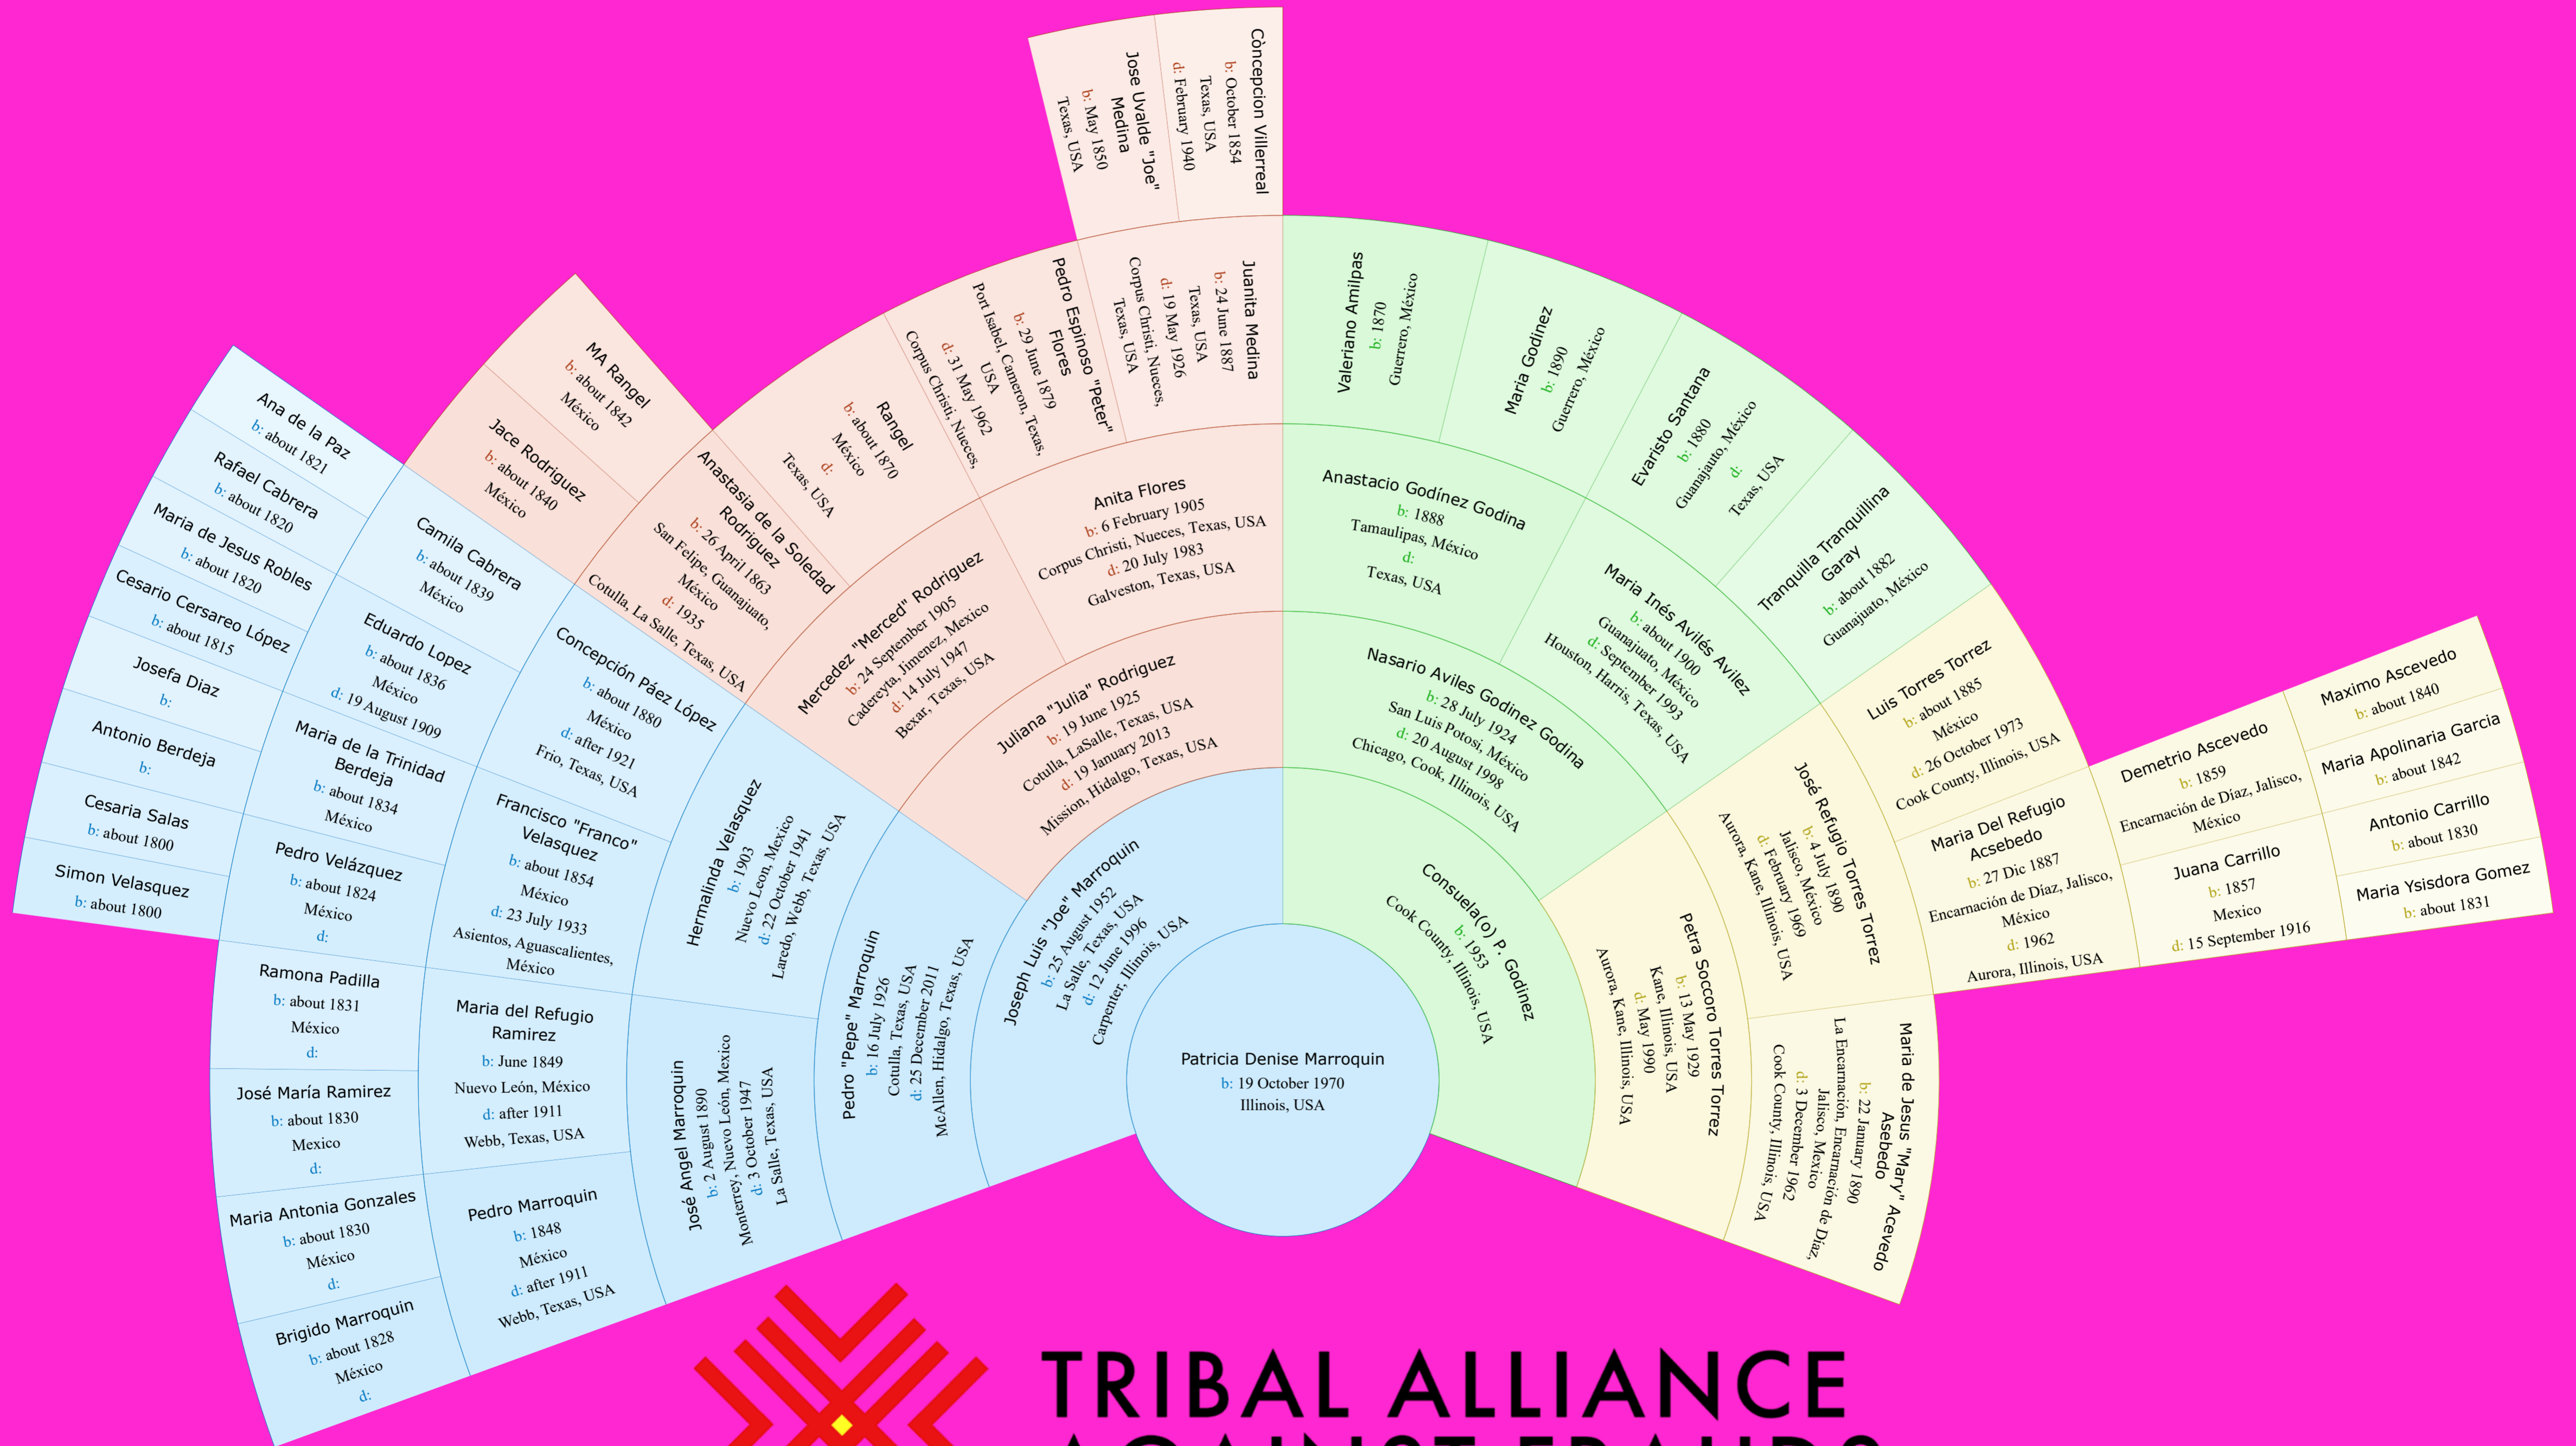 Patricia Denise Marroquin
b: 19 October 1970
Illinois, USA
Joseph Luis "Joe" Marroquin
b: 25 August 1952
La Salle, Texas, USA
d: 12 June 1996
Carpenter, Illinois, USA
Consuela(o) P. Godinez
b: 1953
Cook County, Illinois, USA
Pedro "Pepe" Marroquin
b: 16 July 1926
Cotulla, Texas, USA
d: 25 December 2011
McAllen, Hidalgo, Texas, USA
Juliana "Julia" Rodriguez
b: 19 June 1925
Cotulla, LaSalle, Texas, USA
d: 19 January 2013
Mission, Hidalgo, Texas, USA
Nasario Aviles Godinez Godina
b: 28 July 1924
San Luis Potosi, México
d: 20 August 1998
Chicago, Cook, Illinois, USA
Petra Soccoro Torres Torrez
b: 13 May 1929
Kane, Illinois, USA
d: May 1990
Aurora, Kane, Illinois, USA
José Angel Marroquin
b: 2 August 1890
Monterrey, Nuevo León, Mexico
d: 3 October 1947
La Salle, Texas, USA
Hermalinda Velasquez
b: 1903
Nuevo Leon, Mexico
d: 22 October 1941
Laredo, Webb, Texas, USA
Mercedez "Merced" Rodriguez
b: 24 September 1905
Cadereyta, Jimenez, Mexico
d: 14 July 1947
Bexar, Texas, USA
Anita Flores
b: 6 February 1905
Corpus Christi, Nueces, Texas, USA
d: 20 July 1983
Galveston, Texas, USA
Anastacio Godínez Godina
b: 1888
Tamaulipas, México
d:
Texas, USA
Maria Inés Avilés Avilez
b: about 1900
Guanajuato, México
d: September 1993
Houston, Harris, Texas, USA
José Refugio Torres Torrez
b: 4 July 1890
Jalisco, México
d: February 1969
Aurora, Kane, Illinois, USA
Maria de Jesus "Mary" Acevedo
Asebedo
b: 22 January 1890
La Encarnación, Encarnación de Diaz,
Jalisco, Mexico
d: 3 December 1962
Cook County, Illinois, USA
Pedro Marroquin
b: 1848
México
d: after 1911
Webb, Texas, USA
Maria del Refugio
Ramirez
b: June 1849
Nuevo León, México
d: after 1911
Webb, Texas, USA
Francisco "Franco"
Velasquez
b: about 1854
México
d: 23 July 1933
Asientos, Aguascalientes,
México
Concepción Páez López
b: about 1880
México
d: after 1921
Frio, Texas, USA
Anastasia de la Soledad
Rodriguez
b: 26 April 1863
San Felipe, Guanajuato,
México
d: 1935
Cotulla, La Salle, Texas, USA
Rangel
b: about 1870
México
d:
Texas, USA
Pedro Espinoso "Peter"
Flores
b: 29 June 1879
Port Isabel, Cameron, Texas,
USA
d: 31 May 1962
Corpus Christi, Nueces,
Juanita Medina
b: 24 June 1887
Texas, USA
d: 19 May 1926
Corpus Christi, Nueces,
Texas, USA
Valeriano Amilpas
b: 1870
Guerrero, México
Maria Godinez
b: 1890
Guerrero, México
Evaristo Santana
b: 1880
Guanajauto, México
d:
Texas, USA
Tranquilla Tranquillina
Garay
b: about 1882
Guanajuato, México
Luis Torres Torrez
b: about 1885
México
d: 26 October 1973
Cook County, Illinois, USA
Maria Del Refugio
Acsebedo
b: 27 Dic 1887
Encarnación de Díaz, Jalisco,
México
d: 1962
Aurora, Illinois, USA
Brigido Marroquin
b: about 1828
México
d:
Maria Antonia Gonzales
b: about 1830
México
d:
José María Ramirez
b: about 1830
Mexico
d:
Ramona Padilla
b: about 1831
México
d:
Pedro Velázquez
b: about 1824
México
d:
Maria de la Trinidad
Berdeja
b: about 1834
México
Eduardo Lopez
b: about 1836
México
d: 19 August 1909
Camila Cabrera
b: about 1839
México
Jace Rodriguez
b: about 1840
México
MA Rangel
b: about 1842
México
Jose Uvalde "Joe"
Medina
b: May 1850
Texas, USA
Còncepcion Villerreal
b: October 1854
Texas, USA
d: February 1940
Demetrio Ascevedo
b: 1859
Encarnación de Díaz, Jalisco,
México
Juana Carrillo
b: 1857
Mexico
d: 15 September 1916
Simon Velasquez
b: about 1800
Cesaria Salas
b: about 1800
Antonio Berdeja
b:
Josefa Diaz
b:
Cesario Cersareo López
b: about 1815
Maria de Jesus Robles
b: about 1820
Rafael Cabrera
b: about 1820
Ana de la Paz
b: about 1821
Maximo Ascevedo
b: about 1840
Maria Apolinaria Garcia
b: about 1842
Antonio Carrillo
b: about 1830
Maria Ysisdora Gomez
b: about 1831
TRIBAL ALLIANCE
AGAINST FRAUDS